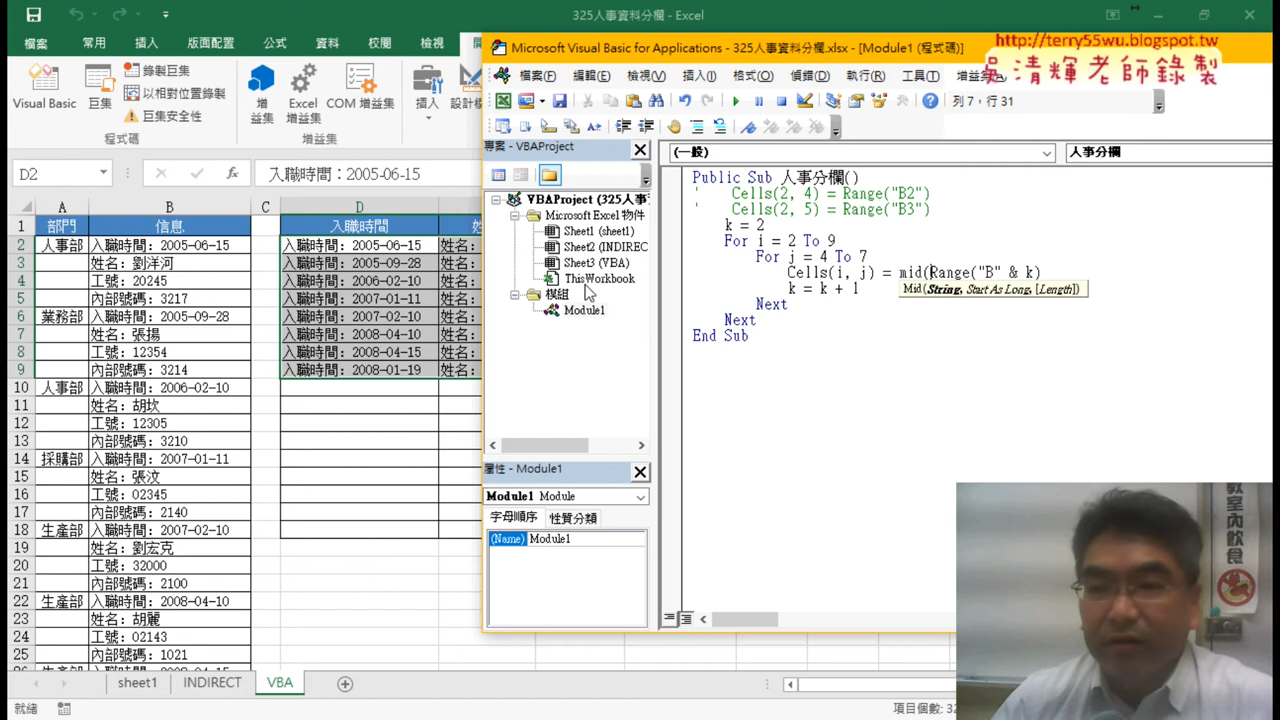 325人事資料分欄 - Excel
檔案 常用 插入 版面配置 公式 資料 校閱 檢視
Visual Basic 巨集 錄製巨集 以相對位置錄製 巨集安全性
程式碼
增益集 Excel 增益集 COM 增益集
增益集
插入 設計模
D2 入職時間：2005-06-15
A B C D
1 部門 信息 入職時間
2 人事部 入職時間：2005-06-15 入職時間：2005-06-15 姓名：
3 姓名：劉洋河 入職時間：2005-09-28 姓名：
4 工號：20245 入職時間：2006-02-10 姓名：
5 內部號碼：3217 入職時間：2007-01-11 姓名：
6 業務部 入職時間：2005-09-28 入職時間：2007-02-10 姓名：
7 姓名：張揚 入職時間：2008-04-10 姓名：
8 工號：12354 入職時間：2008-04-15 姓名：
9 內部號碼：3214 入職時間：2008-01-19 姓名：
10 人事部 入職時間：2006-02-10
11 姓名：胡坎
12 工號：12305
13 內部號碼：3210
14 採購部 入職時間：2007-01-11
15 姓名：張汶
16 工號：02345
17 內部號碼：2140
18 生產部 入職時間：2007-02-10
19 姓名：劉宏克
20 工號：32000
21 內部號碼：2100
22 生產部 入職時間：2008-04-10
23 姓名：胡麗
24 工號：02143
25 內部號碼：1021
sheet1 INDIRECT VBA
就緒
項目個數: 32
Microsoft Visual Basic for Applications - 325人事資料分欄.xlsx - [Module1 (程式碼)]
http://terry55wu.blogspot.tw
吳清輝老師錄製
檔案(F) 編輯(E) 檢視(V) 插入(I) 格式(O) 偵錯(D) 執行(R) 工具(T) 增益集
列 7，行 31
專案 - VBAProject
VBAProject (325人事
Microsoft Excel 物件
Sheet1 (sheet1)
Sheet2 (INDIREC
Sheet3 (VBA)
ThisWorkbook
模組
Module1
屬性 - Module1
Module1 Module
字母順序 性質分類
(Name) Module1
(一般) 人事分欄
Public Sub 人事分欄()
' Cells(2, 4) = Range("B2")
' Cells(2, 5) = Range("B3")
k = 2
For i = 2 To 9
For j = 4 To 7
Cells(i, j) = mid(Range("B" & k)
Mid(String, Start As Long, [Length])
k = k + 1
Next
Next
End Sub
教室內飲食